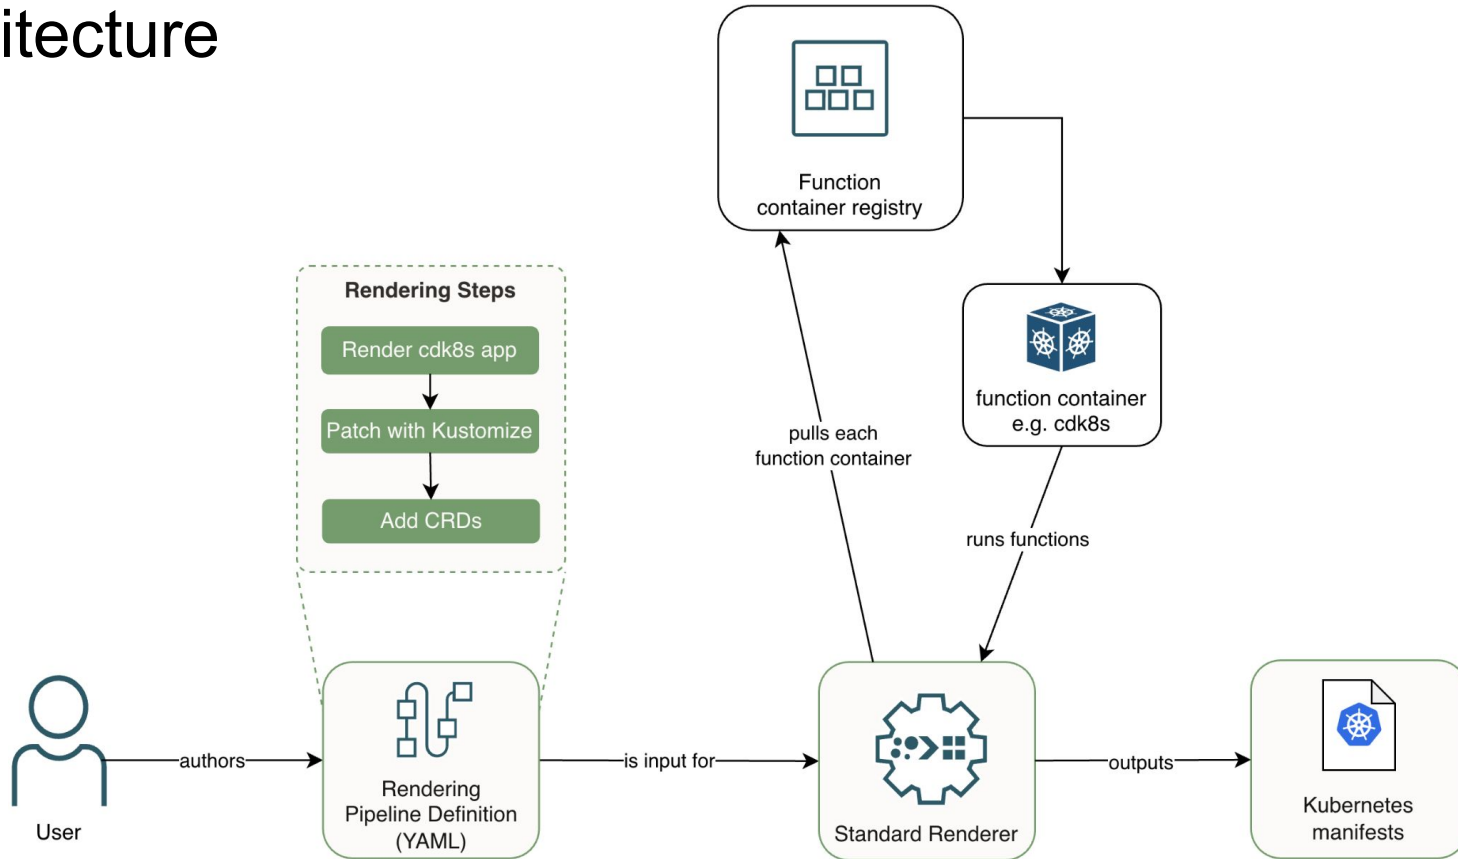 itecture
Function
container registry
Rendering Steps
Render cdk8s app
Patch with Kustomize
Add CRDs
function container
e.g. cdk8s
pulls each
function container
runs functions
authors
is input for
outputs
User
Rendering
Pipeline Definition
(YAML)
Standard Renderer
Kubernetes
manifests